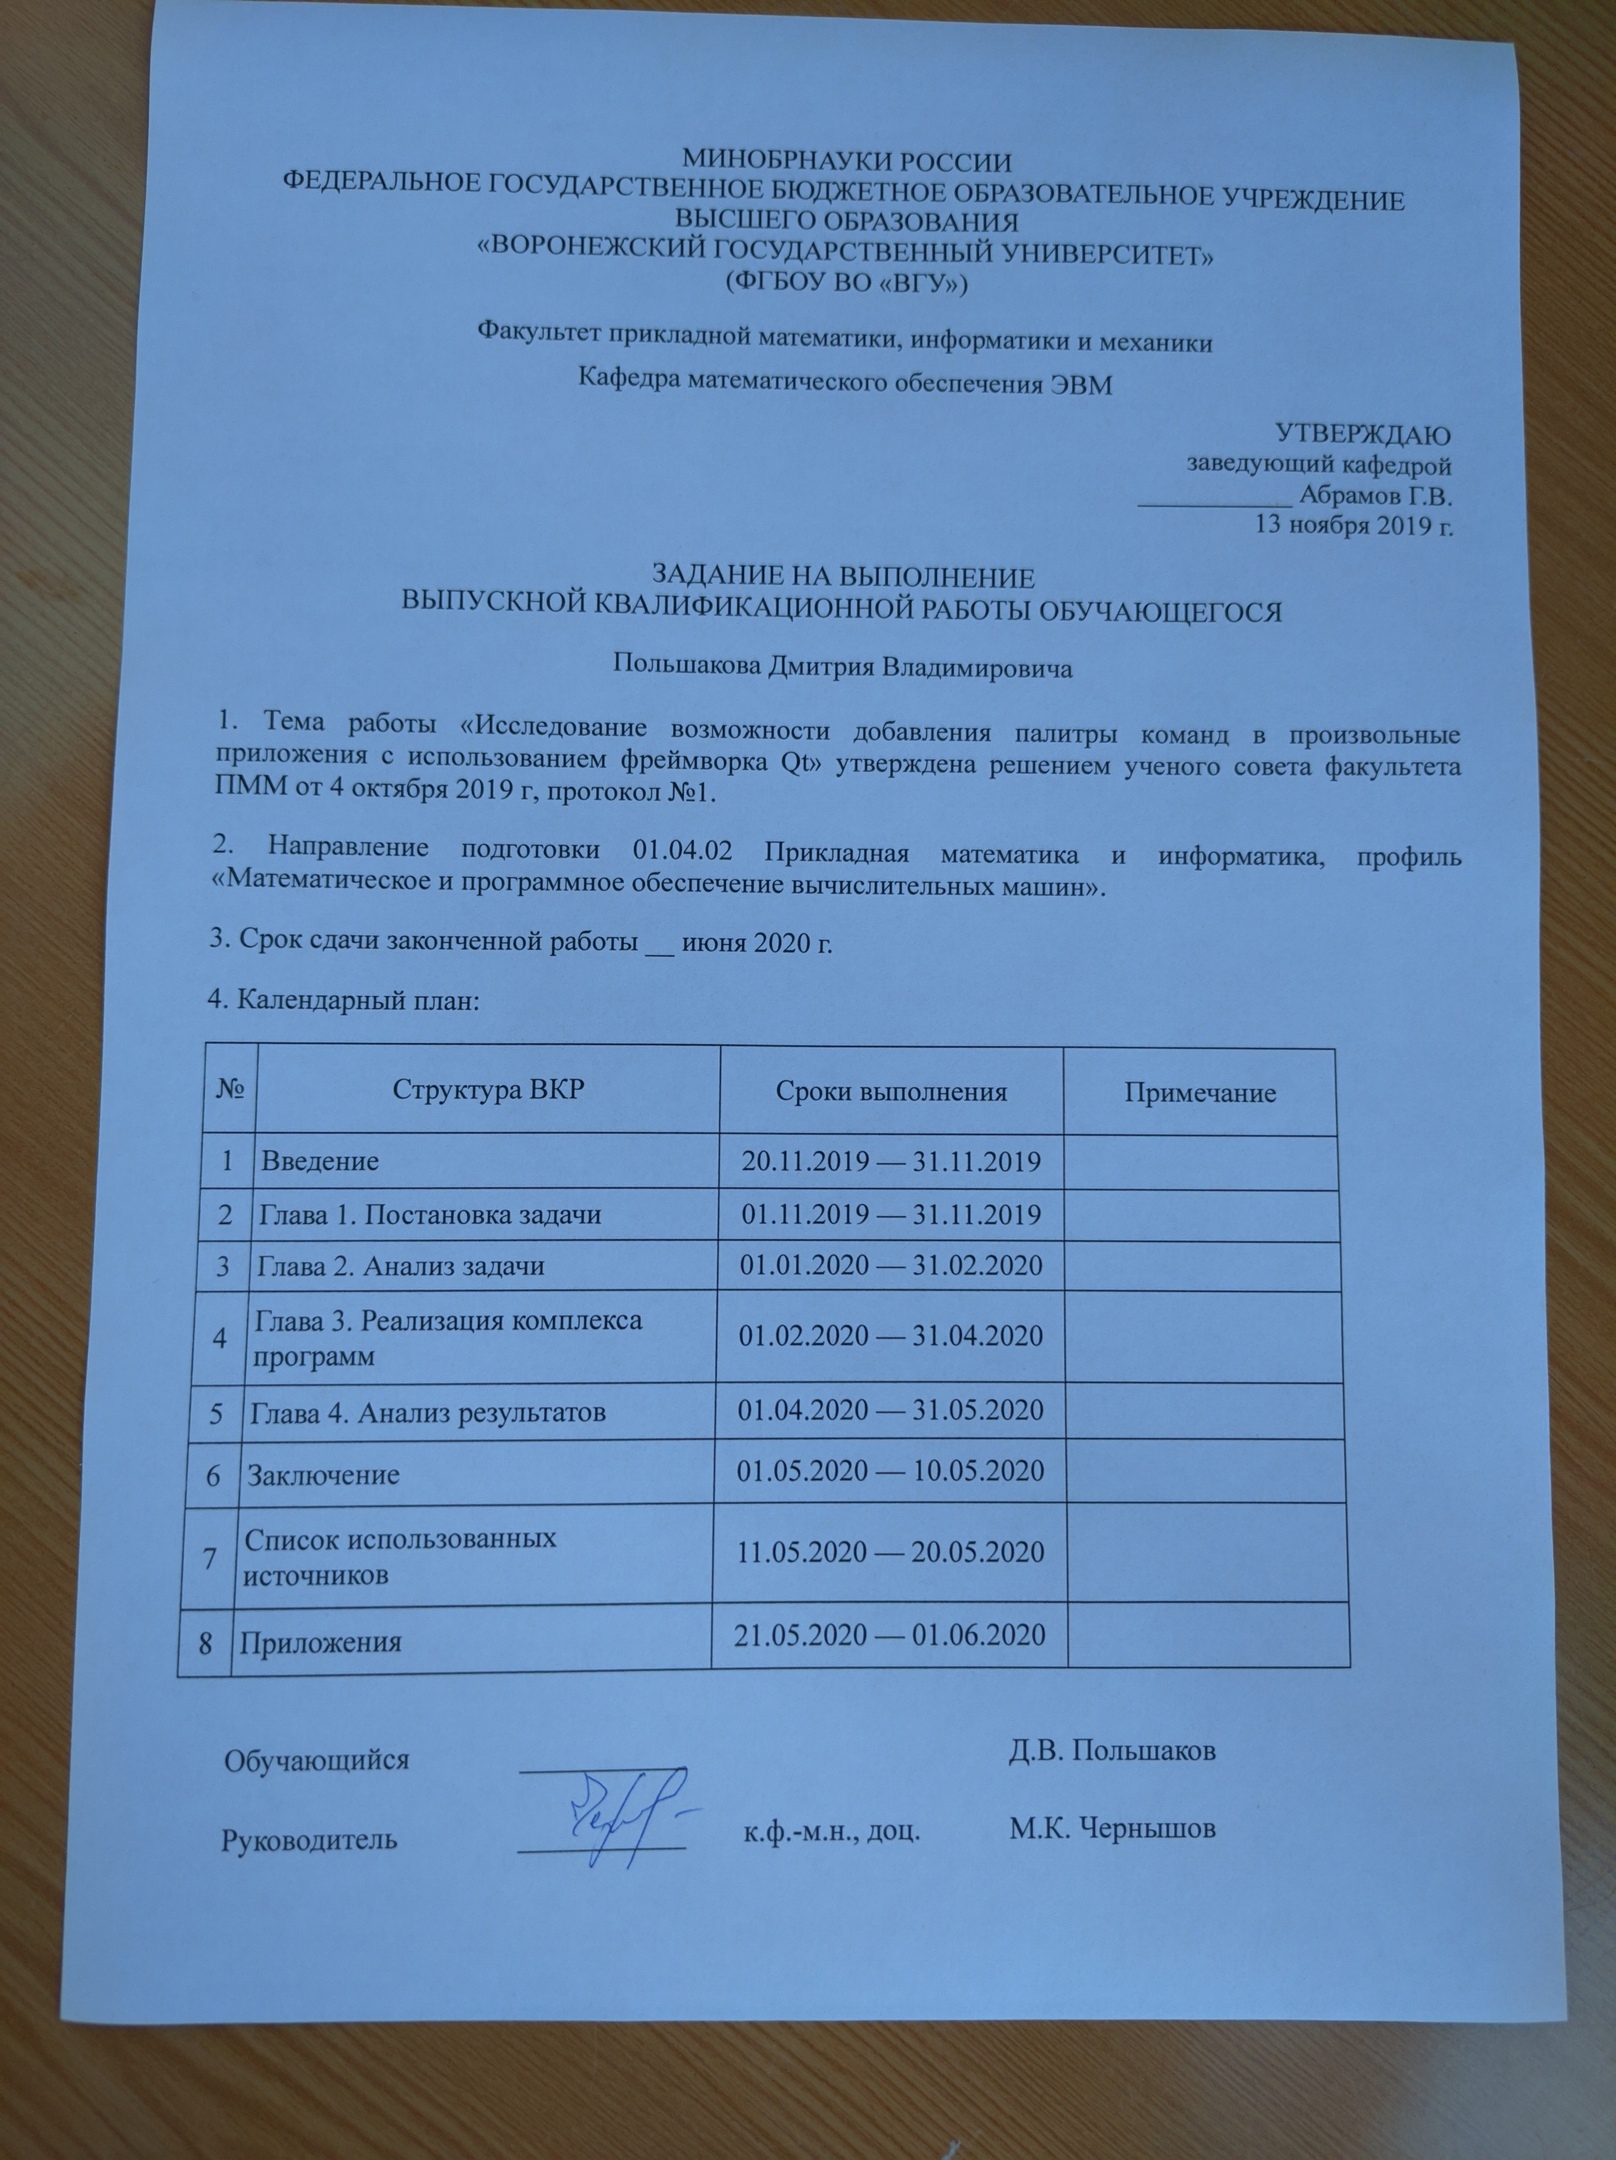 МИНОБРНАУКИ РОССИИ
ФЕДЕРАЛЬНОЕ ГОСУДАРСТВЕННОЕ БЮДЖЕТНОЕ ОБРАЗОВАТЕЛЬНОЕ УЧРЕЖДЕНИЕ
ВЫСШЕГО ОБРАЗОВАНИЯ
«ВОРОНЕЖСКИЙ ГОСУДАРСТВЕННЫЙ УНИВЕРСИТЕТ»
(ФГБОУ ВО «ВГУ»)
Факультет прикладной математики, информатики и механики
Кафедра математического обеспечения ЭВМ
УТВЕРЖДАЮ
заведующий кафедрой
___________ Абрамов Г.В.
13 ноября 2019 г.
ЗАДАНИЕ НА ВЫПОЛНЕНИЕ
ВЫПУСКНОЙ КВАЛИФИКАЦИОННОЙ РАБОТЫ ОБУЧАЮЩЕГОСЯ
Польшакова Дмитрия Владимировича
1. Тема работы «Исследование возможности добавления палитры команд в произвольные
приложения с использованием фреймворка Qt» утверждена решением ученого совета факультета
ПММ от 4 октября 2019 г, протокол №1.
2. Направление подготовки 01.04.02 Прикладная математика и информатика, профиль
«Математическое и программное обеспечение вычислительных машин».
3. Срок сдачи законченной работы __ июня 2020 г.
4. Календарный план:
№ Структура ВКР Сроки выполнения Примечание
1 Введение 20.11.2019 — 31.11.2019
2 Глава 1. Постановка задачи 01.11.2019 — 31.11.2019
3 Глава 2. Анализ задачи 01.01.2020 — 31.02.2020
4 Глава 3. Реализация комплекса
программ 01.02.2020 — 31.04.2020
5 Глава 4. Анализ результатов 01.04.2020 — 31.05.2020
6 Заключение 01.05.2020 — 10.05.2020
7 Список использованных
источников 11.05.2020 — 20.05.2020
8 Приложения 21.05.2020 — 01.06.2020
Обучающийся ____________ Д.В. Польшаков
Руководитель ____________ к.ф.-м.н., доц. М.К. Чернышов